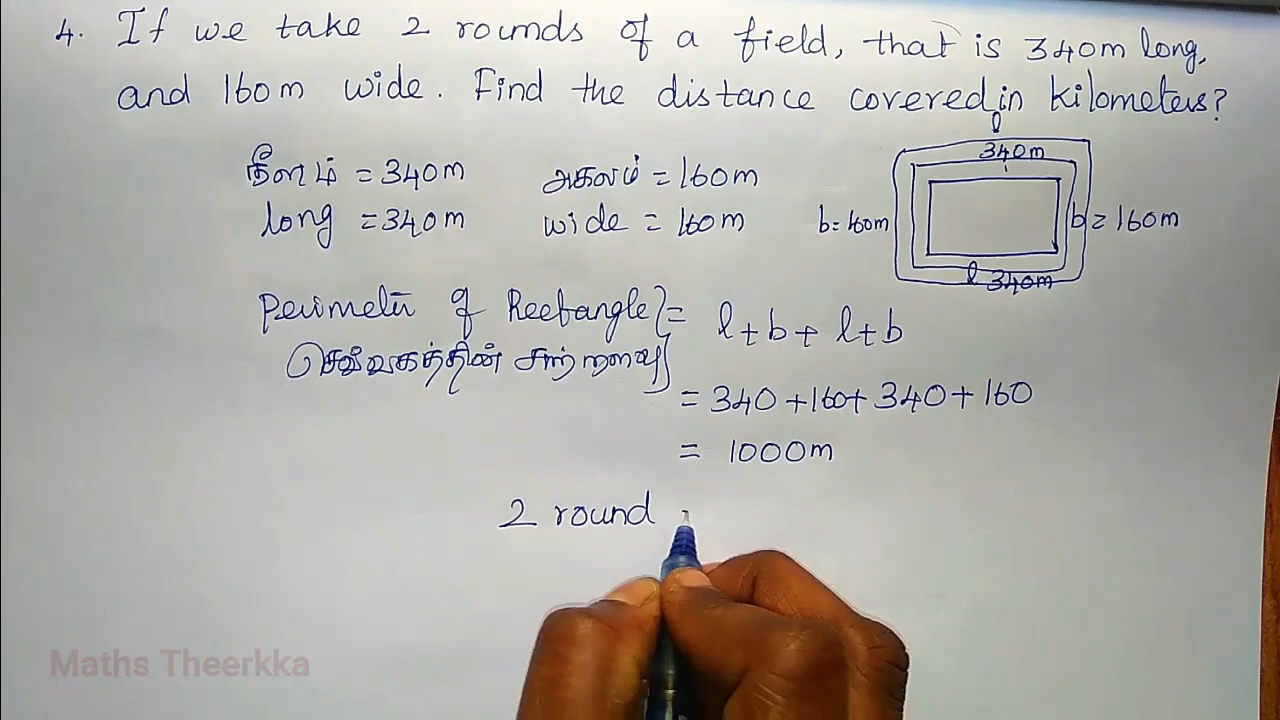 4. If we take 2 rounds of a field, that is 340m long,
and 160m wide. Find the distance covered in kilometers?
நீளம் = 340m அகலம் = 160m
long = 340m wide = 160m
l
340m
b = 160m b = 160m
l 340m
Perimeter of Rectangle } = l + b + l + b
செவ்வகத்தின் சுற்றளவு
= 340 + 160 + 340 + 160
= 1000m
2 round
Maths Theerkka